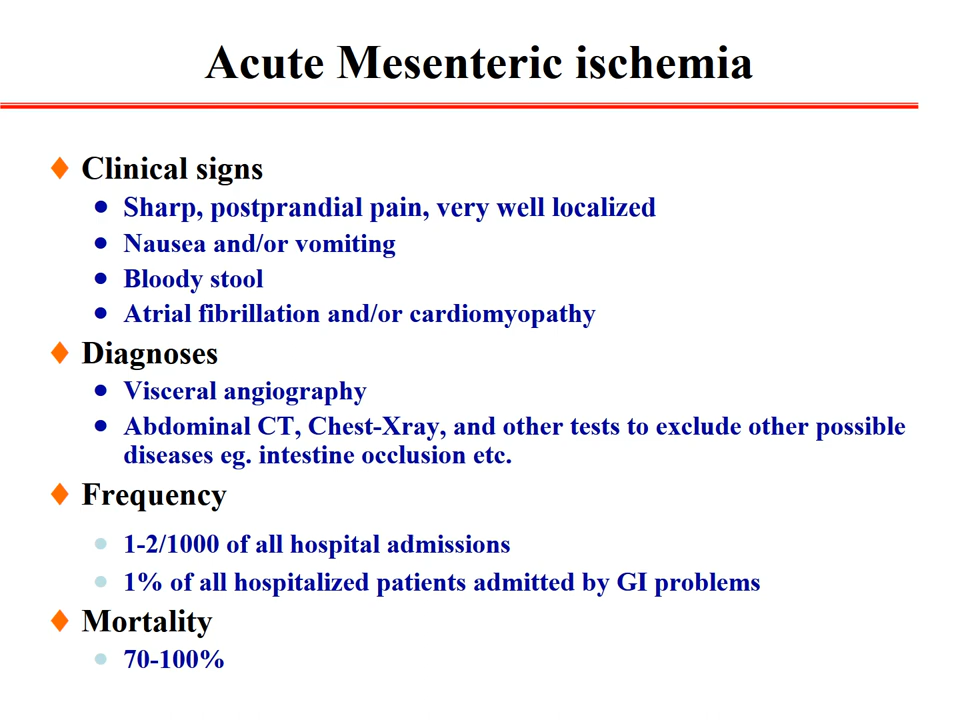 Acute Mesenteric ischemia
Clinical signs
Sharp, postprandial pain, very well localized
Nausea and/or vomiting
Bloody stool
Atrial fibrillation and/or cardiomyopathy
Diagnoses
Visceral angiography
Abdominal CT, Chest-Xray, and other tests to exclude other possible
diseases eg. intestine occlusion etc.
Frequency
1-2/1000 of all hospital admissions
1% of all hospitalized patients admitted by GI problems
Mortality
70-100%